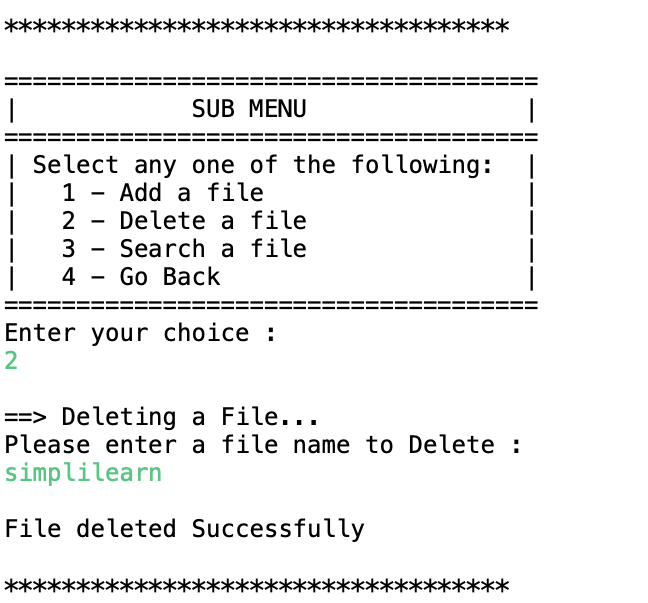 ***********************************
=====================================
|            SUB MENU               |
=====================================
| Select any one of the following:  |
|   1 – Add a file                  |
|   2 – Delete a file               |
|   3 – Search a file               |
|   4 – Go Back                     |
=====================================
Enter your choice :
2
==> Deleting a File...
Please enter a file name to Delete :
simplilearn
File deleted Successfully
***********************************